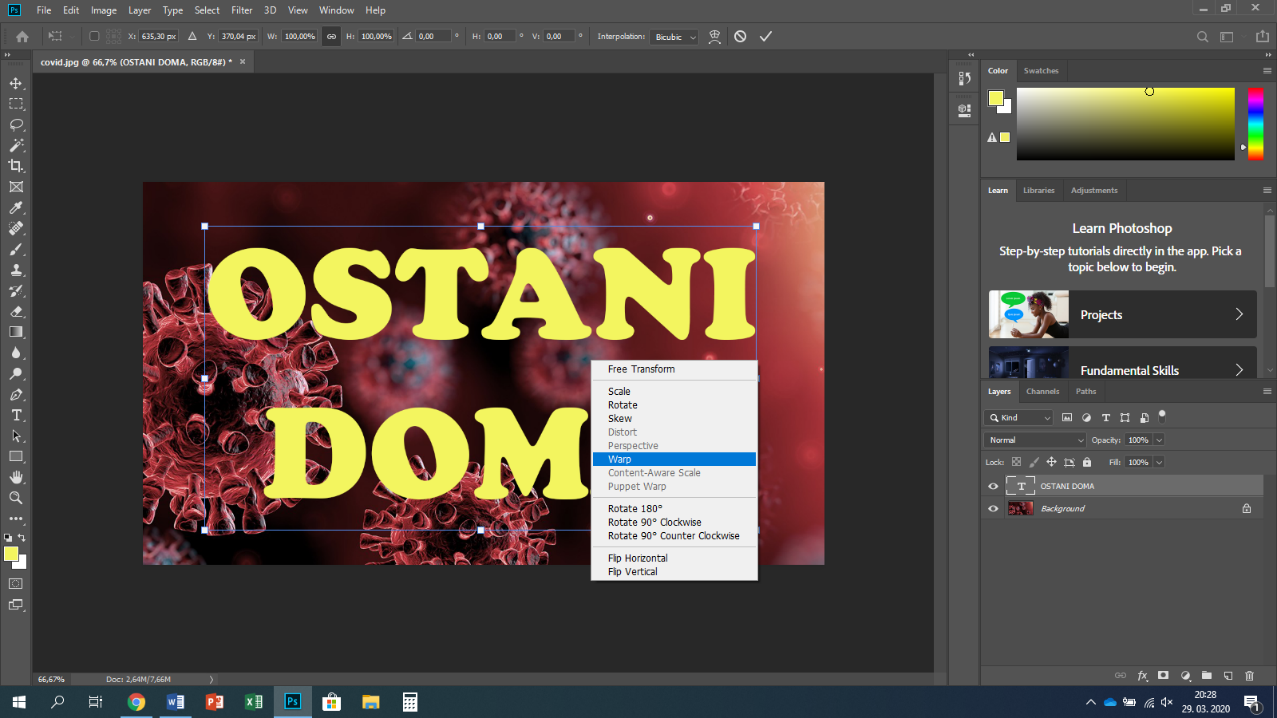 Ps File Edit Image Layer Type Select Filter 3D View Window Help
X: 635,30 px Y: 370,04 px W: 100,00% H: 100,00% 0,00 ° H: 0,00 ° V: 0,00 ° Interpolation: Bicubic
covid.jpg @ 66,7% (OSTANI DOMA, RGB/8#) * ×
OSTANI
DOM
Free Transform
Scale
Rotate
Skew
Distort
Perspective
Warp
Content-Aware Scale
Puppet Warp
Rotate 180°
Rotate 90° Clockwise
Rotate 90° Counter Clockwise
Flip Horizontal
Flip Vertical
Color Swatches
Learn Libraries Adjustments
Learn Photoshop
Step-by-step tutorials directly in the app. Pick a
topic below to begin.
Projects
Fundamental Skills
Layers Channels Paths
Kind
Normal Opacity: 100%
Lock: Fill: 100%
T OSTANI DOMA
Background
66,67% Doc: 2,64M/7,66M
Ps
20:28
29. 03. 2020
1